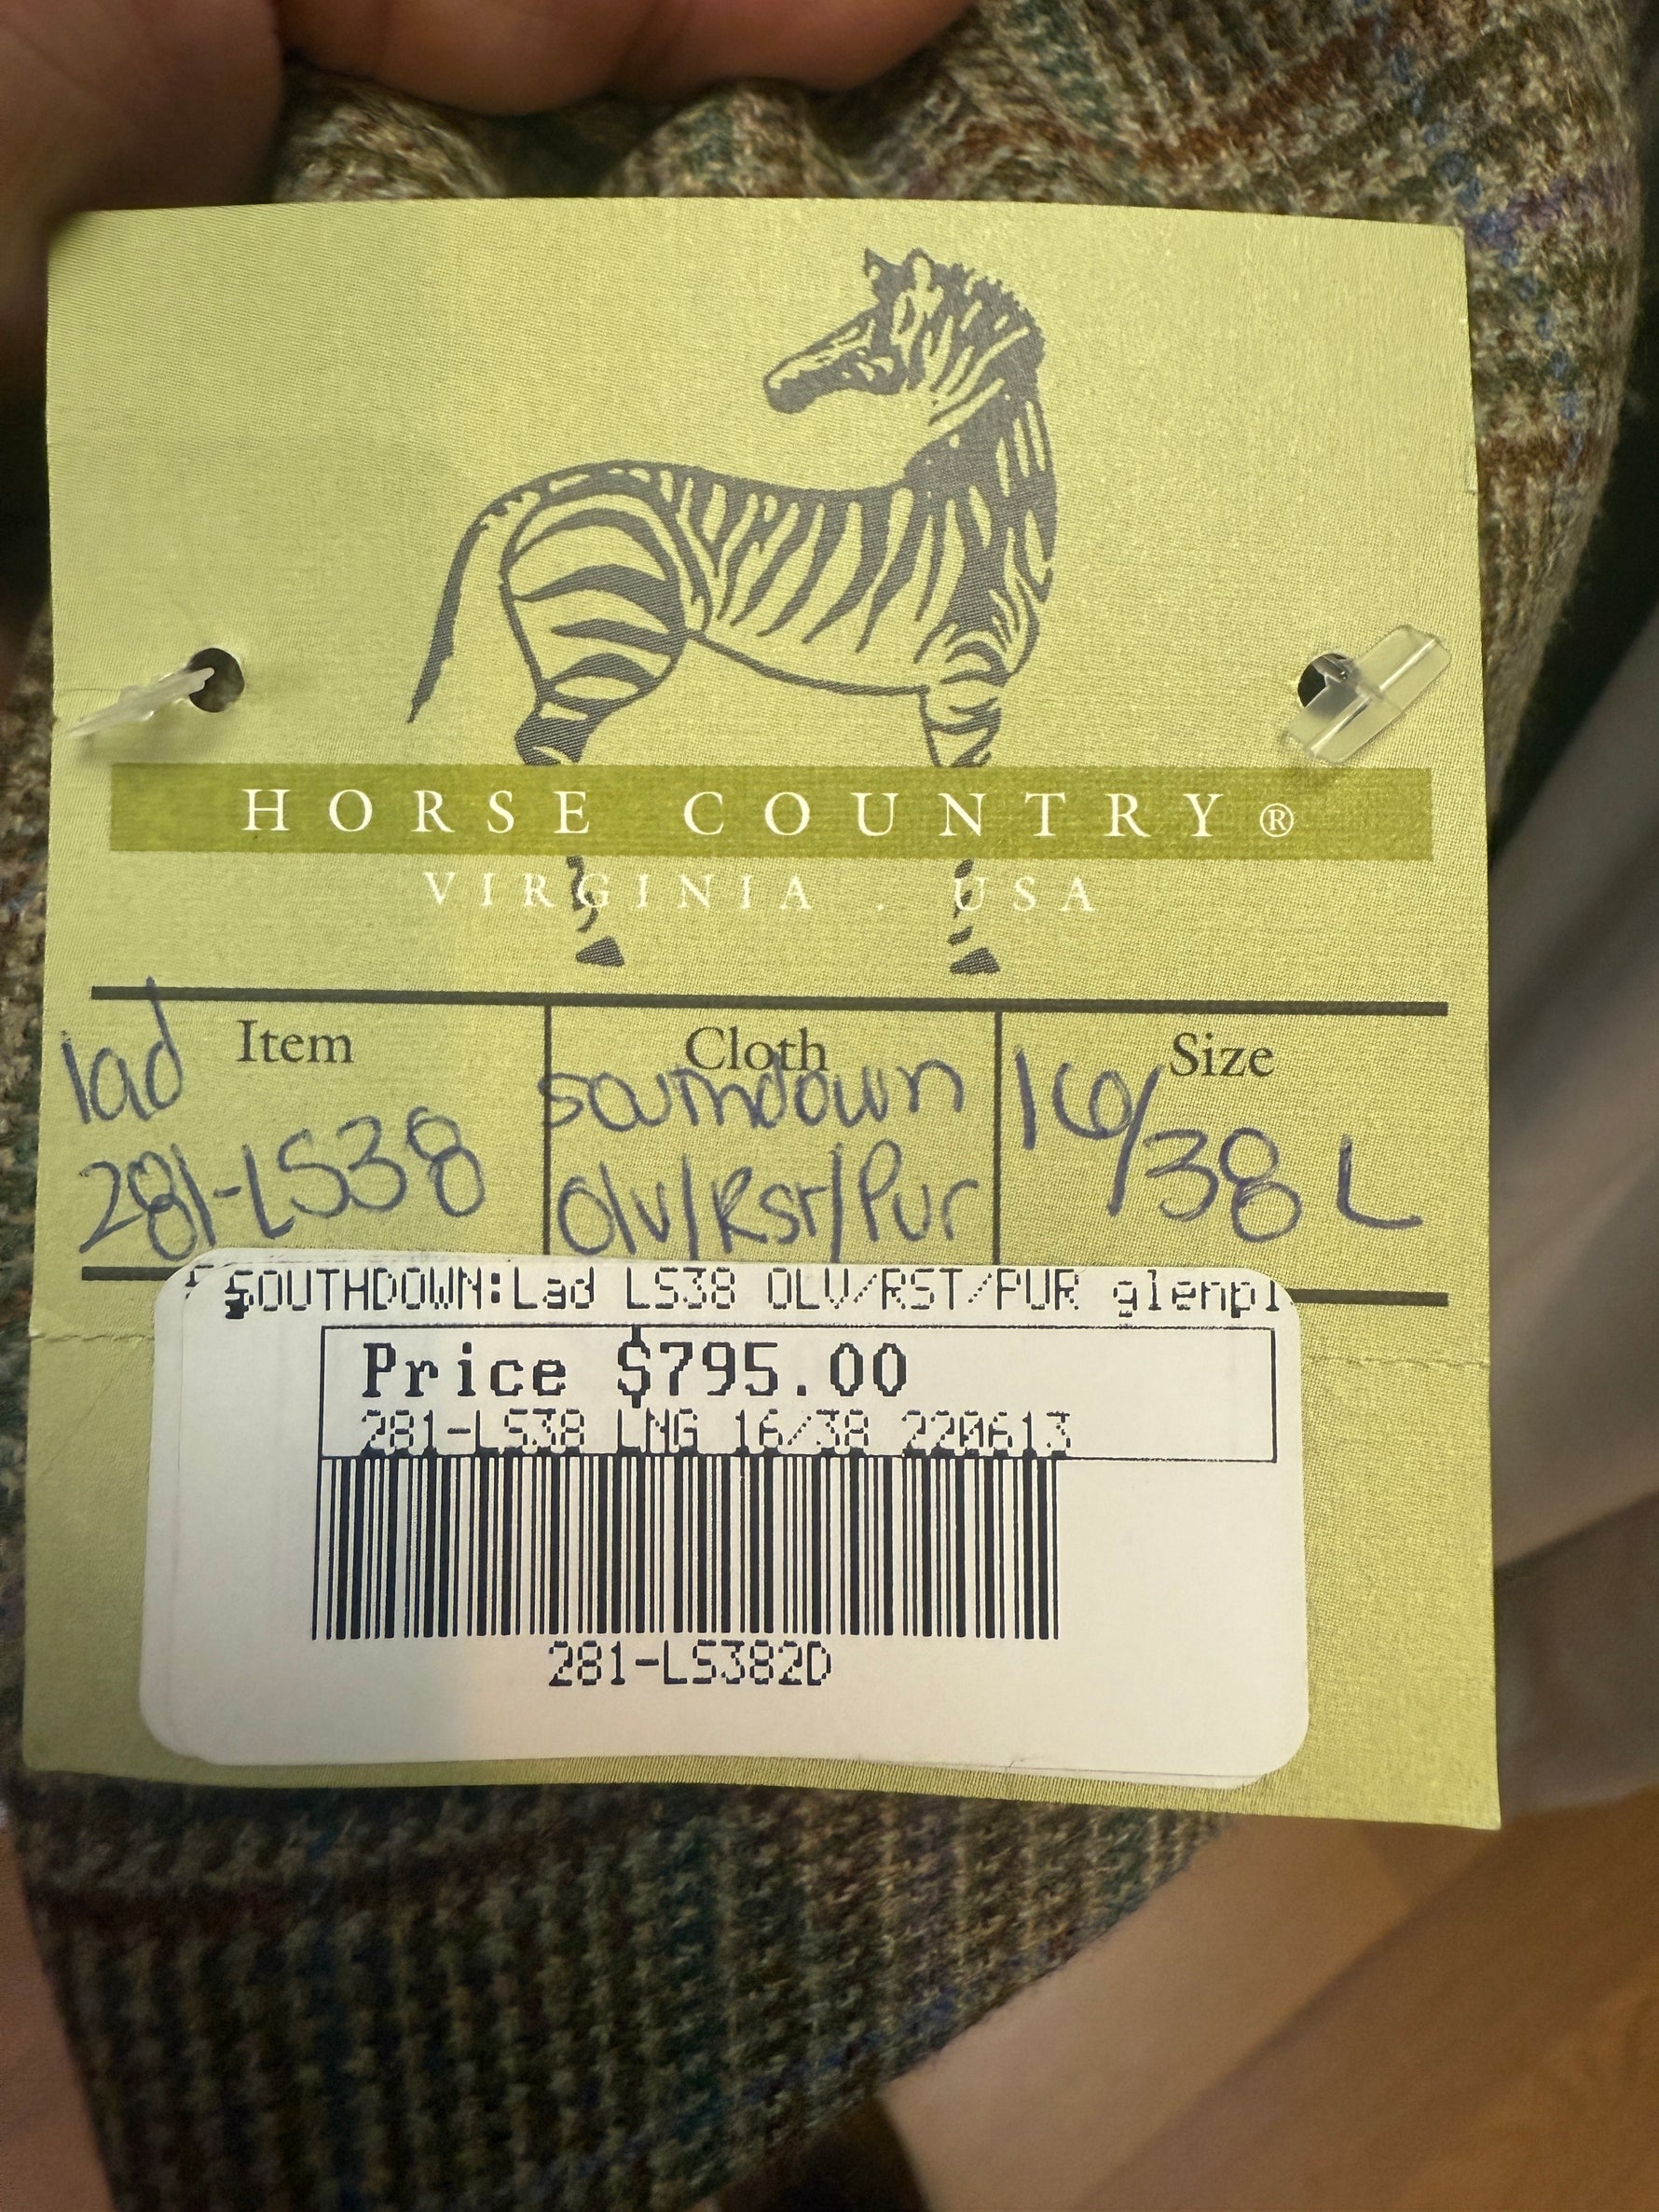 HORSE COUNTRY®
VIRGINIA . USA
Item Cloth Size
lad soumdown 16/38 L
281-LS38 Olv/Rst/Pur
SOUTHDOWN:Lad LS38 OLV/RST/PUR glenpl
Price $795.00
281-LS38 LNG 16/38 220613
281-LS382D